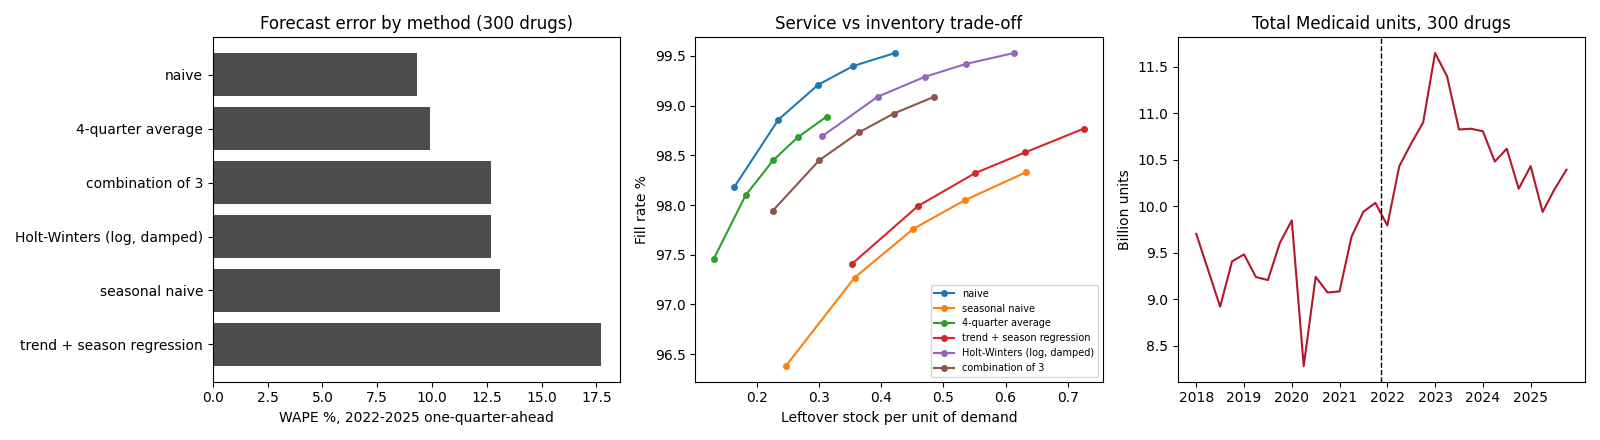 Forecast error by method (300 drugs)
naive
4-quarter average
combination of 3
Holt-Winters (log, damped)
seasonal naive
trend + season regression
0.0 2.5 5.0 7.5 10.0 12.5 15.0 17.5
WAPE %, 2022-2025 one-quarter-ahead
Service vs inventory trade-off
Fill rate %
99.5
99.0
98.5
98.0
97.5
97.0
96.5
naive
seasonal naive
4-quarter average
trend + season regression
Holt-Winters (log, damped)
combination of 3
0.2 0.3 0.4 0.5 0.6 0.7
Leftover stock per unit of demand
Total Medicaid units, 300 drugs
Billion units
11.5
11.0
10.5
10.0
9.5
9.0
8.5
2018 2019 2020 2021 2022 2023 2024 2025